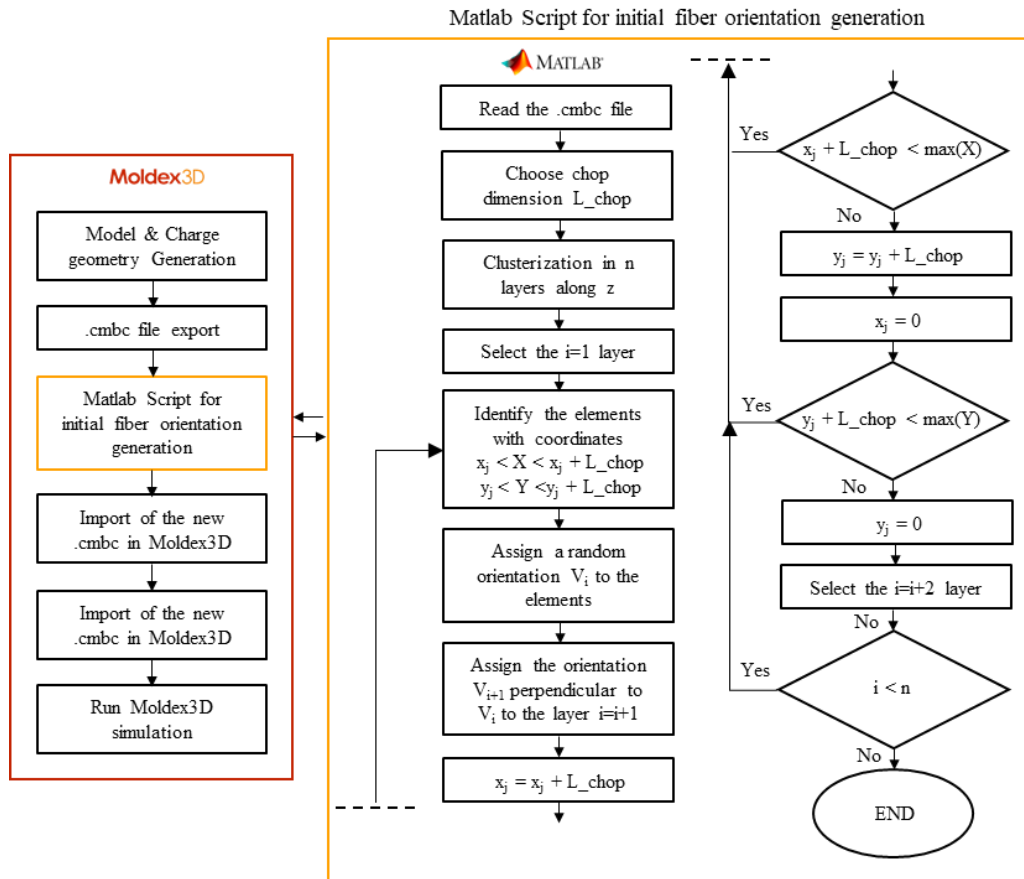 Matlab Script for initial fiber orientation generation
Moldex3D
Model & Charge
geometry Generation
.cmbc file export
Matlab Script for
initial fiber orientation
generation
Import of the new
.cmbc in Moldex3D
Import of the new
.cmbc in Moldex3D
Run Moldex3D
simulation
MATLAB®
Read the .cmbc file
Choose chop
dimension L_chop
Clusterization in n
layers along z
Select the i=1 layer
Identify the elements
with coordinates
xⱼ < X < xⱼ + L_chop
yⱼ < Y <yⱼ + L_chop
Assign a random
orientation Vᵢ to the
elements
Assign the orientation
Vᵢ₊₁ perpendicular to
Vᵢ to the layer i=i+1
xⱼ = xⱼ + L_chop
Yes
xⱼ + L_chop < max(X)
No
yⱼ = yⱼ + L_chop
xⱼ = 0
Yes
yⱼ + L_chop < max(Y)
No
yⱼ = 0
Select the i=i+2 layer
No
Yes
i < n
No
END